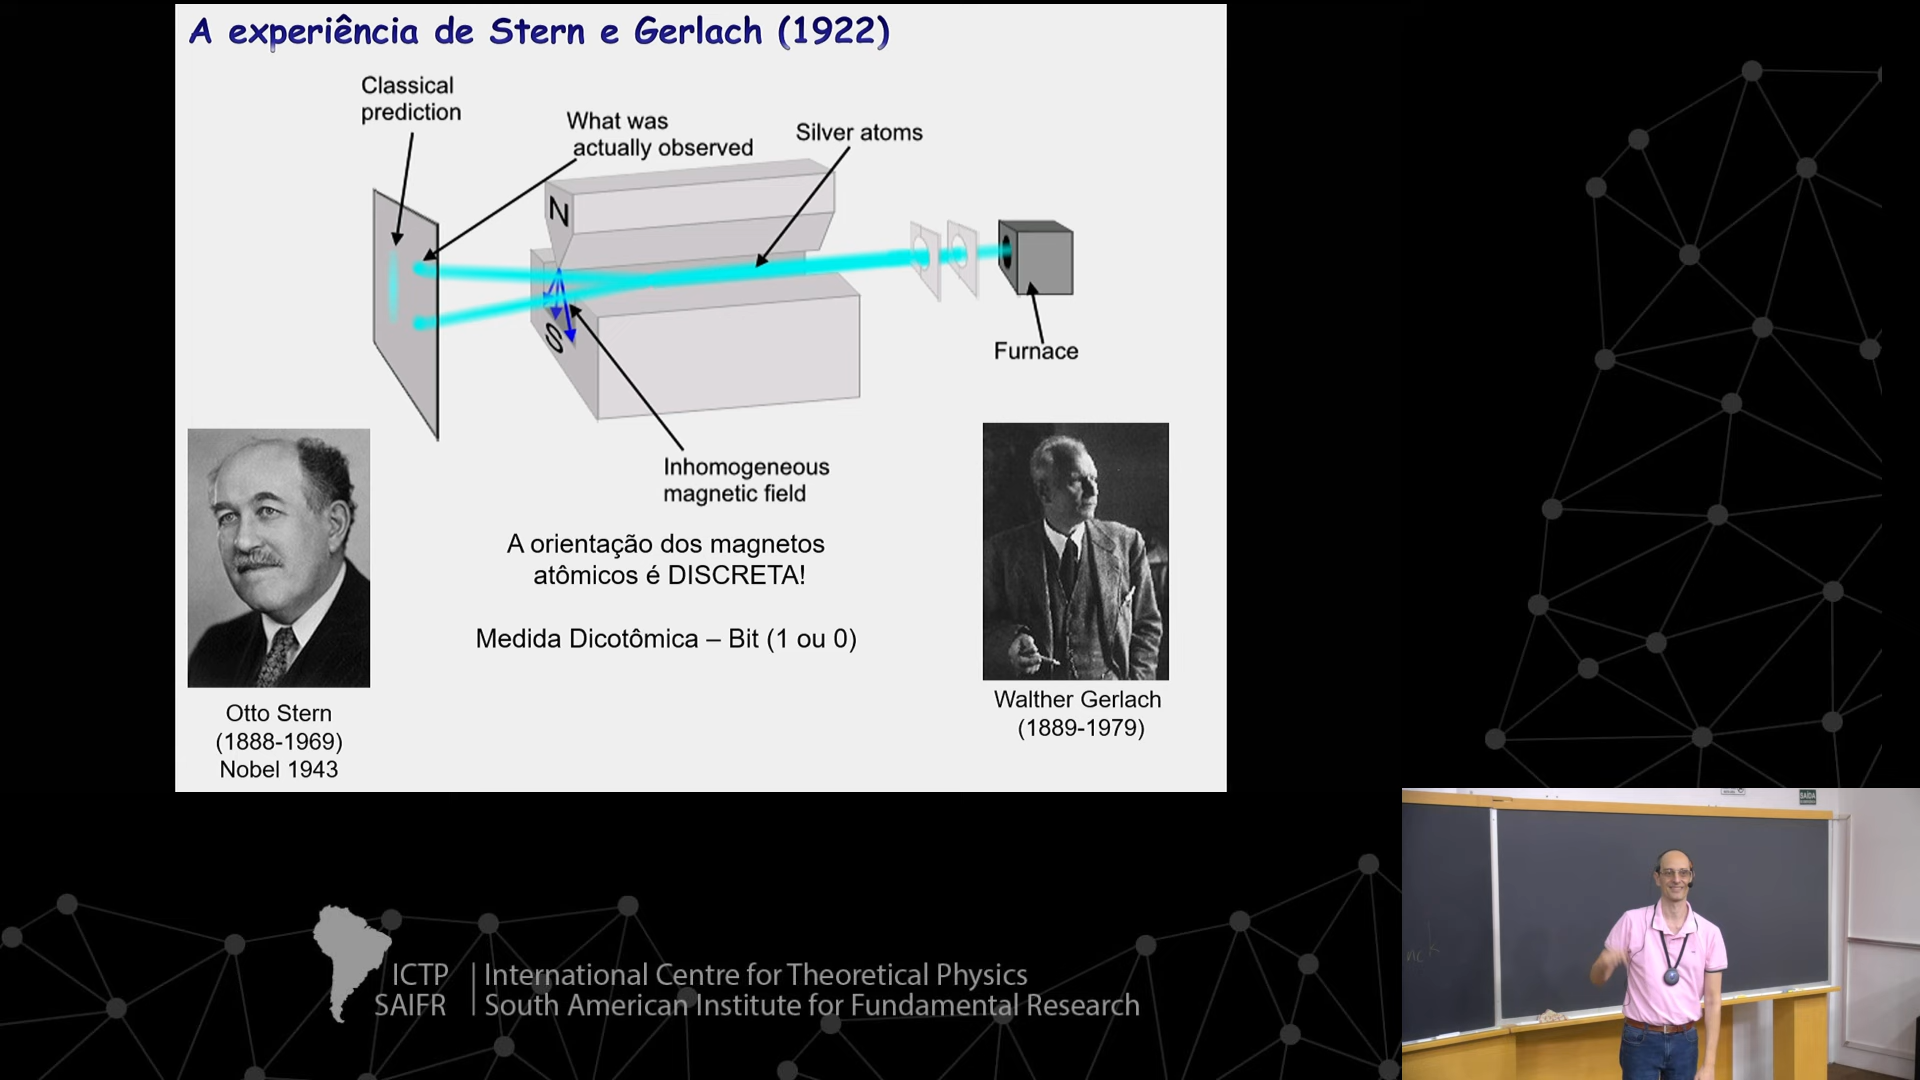 A experiência de Stern e Gerlach (1922)
Classical
prediction
What was
actually observed
Silver atoms
N
S
Furnace
Inhomogeneous
magnetic field
A orientação dos magnetos
atômicos é DISCRETA!
Medida Dicotômica – Bit (1 ou 0)
Otto Stern
(1888-1969)
Nobel 1943
Walther Gerlach
(1889-1979)
SAÍDA
nck
ICTP
SAIFR
International Centre for Theoretical Physics
South American Institute for Fundamental Research